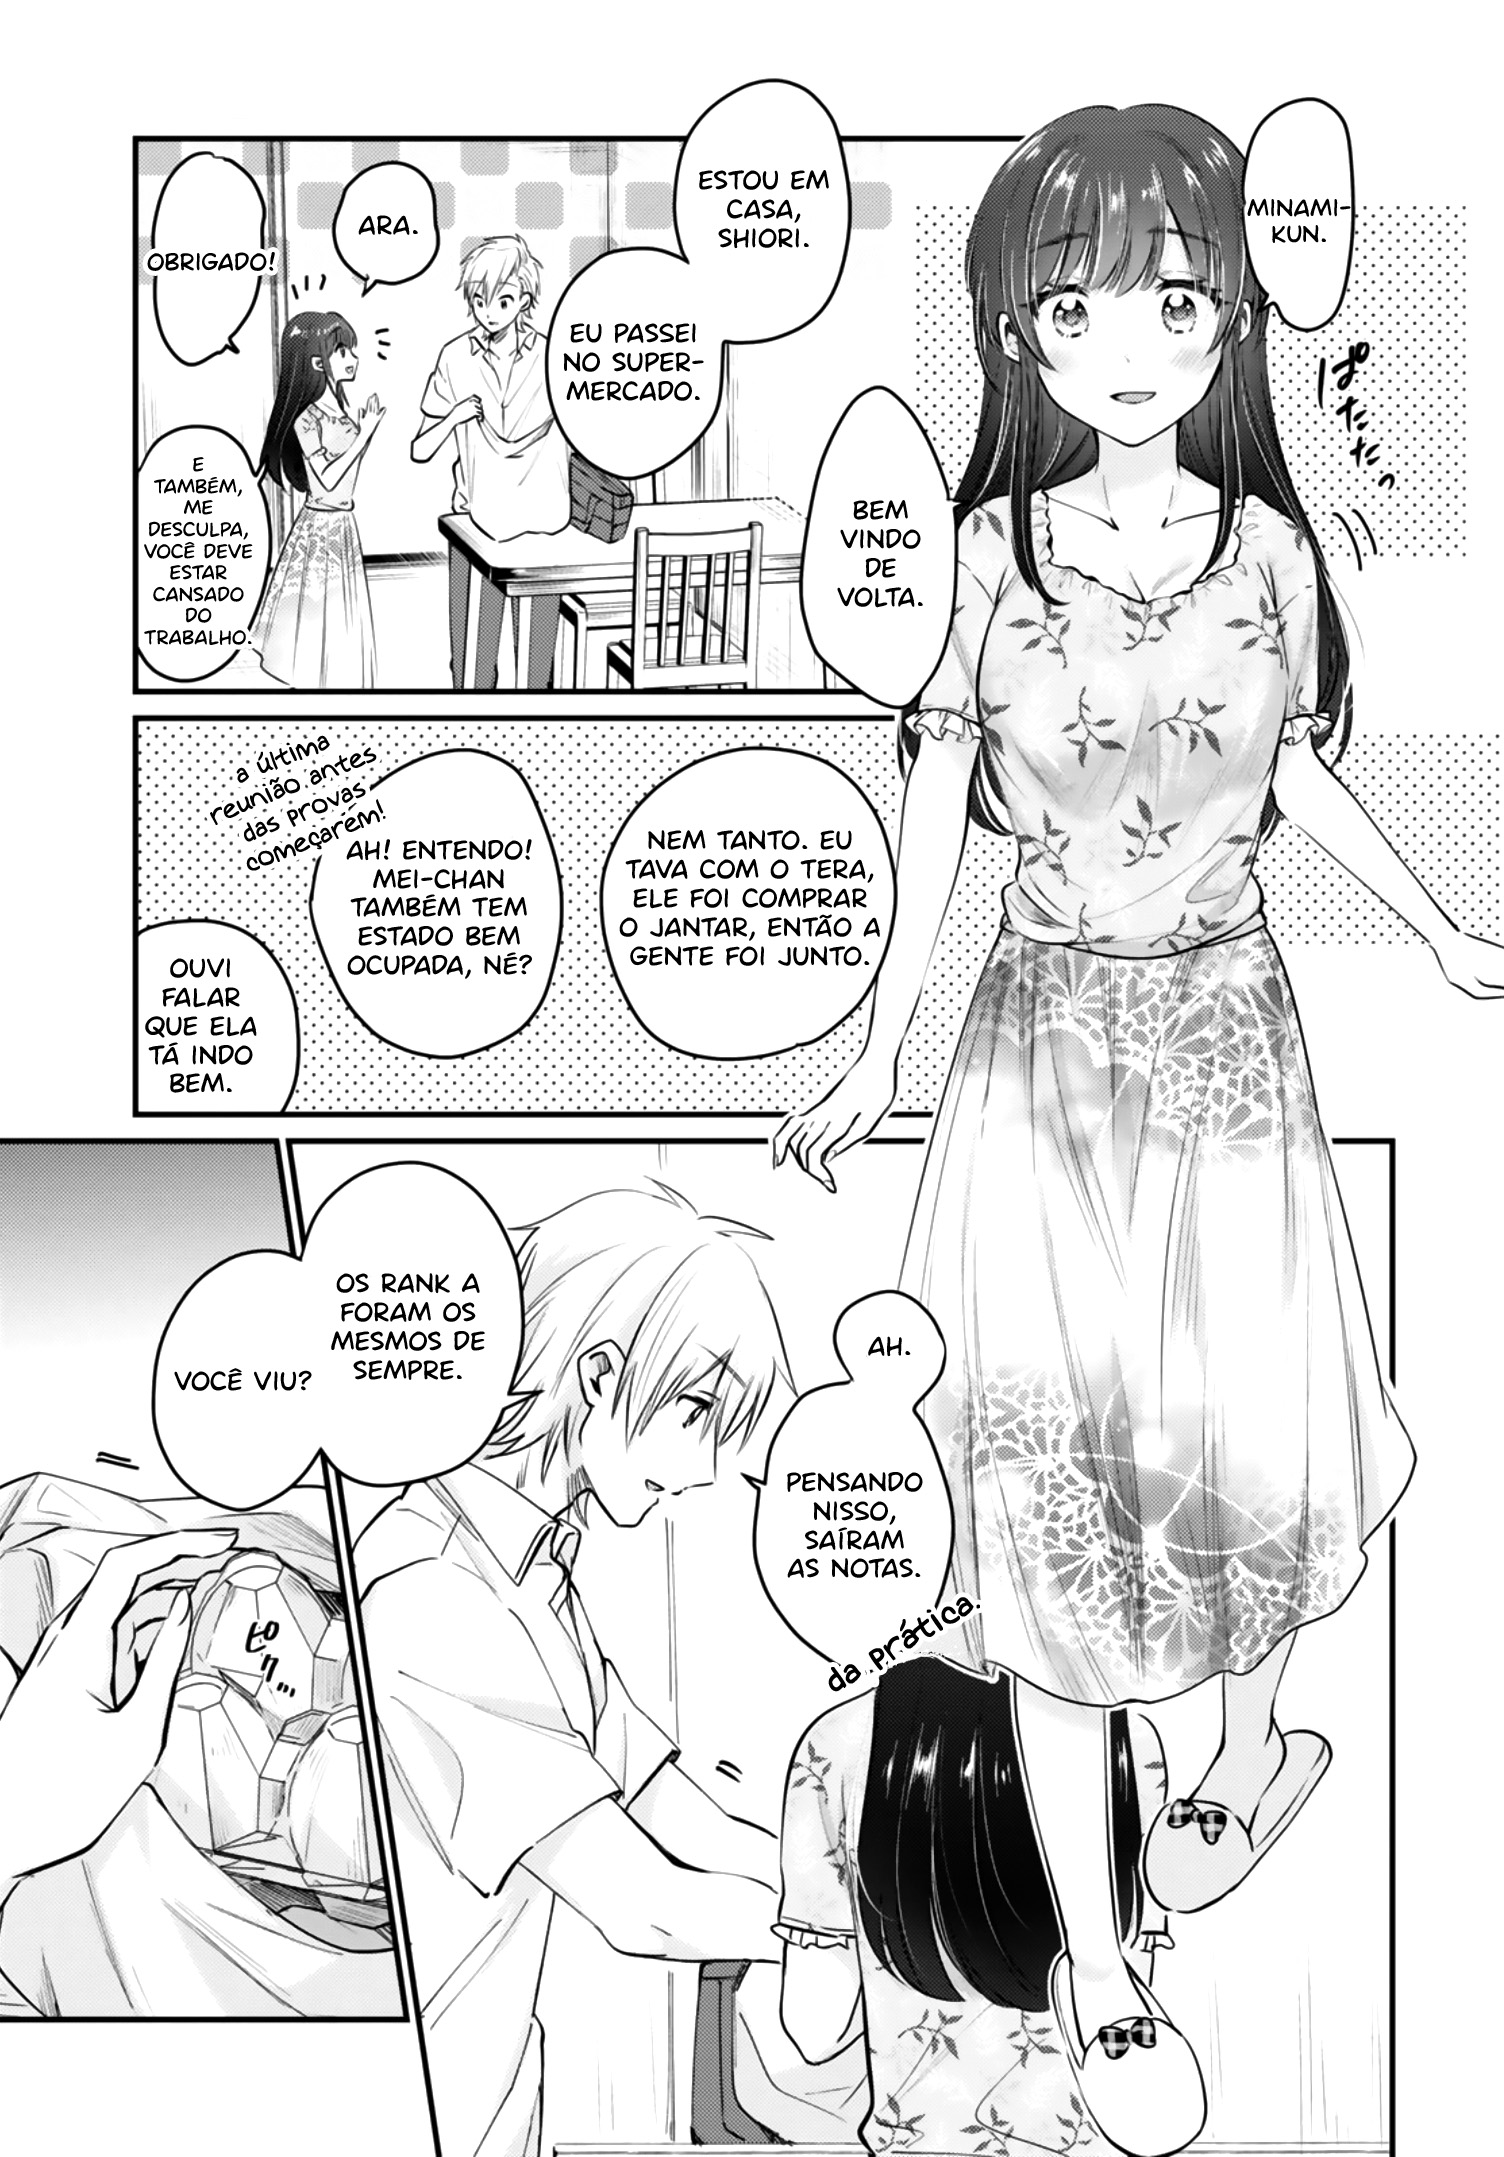 MINAMI-
KUN.
ぱたたっ
BEM
VINDO
DE
VOLTA.
ESTOU EM
CASA,
SHIORI.
EU PASSEI
NO SUPER-
MERCADO.
ARA.
OBRIGADO!
E
TAMBÉM,
ME
DESCULPA,
VOCÊ DEVE
ESTAR
CANSADO
DO
TRABALHO.
NEM TANTO. EU
TAVA COM O TERA,
ELE FOI COMPRAR
O JANTAR, ENTÃO A
GENTE FOI JUNTO.
a última
reunião antes
das provas
começarém!
AH! ENTENDO!
MEI-CHAN
TAMBÉM TEM
ESTADO BEM
OCUPADA, NÉ?
OUVI
FALAR
QUE ELA
TÁ INDO
BEM.
AH.
PENSANDO
NISSO,
SAÍRAM
AS NOTAS.
da prática.
OS RANK A
FORAM OS
MESMOS DE
SEMPRE.
VOCÊ VIU?
ピク…